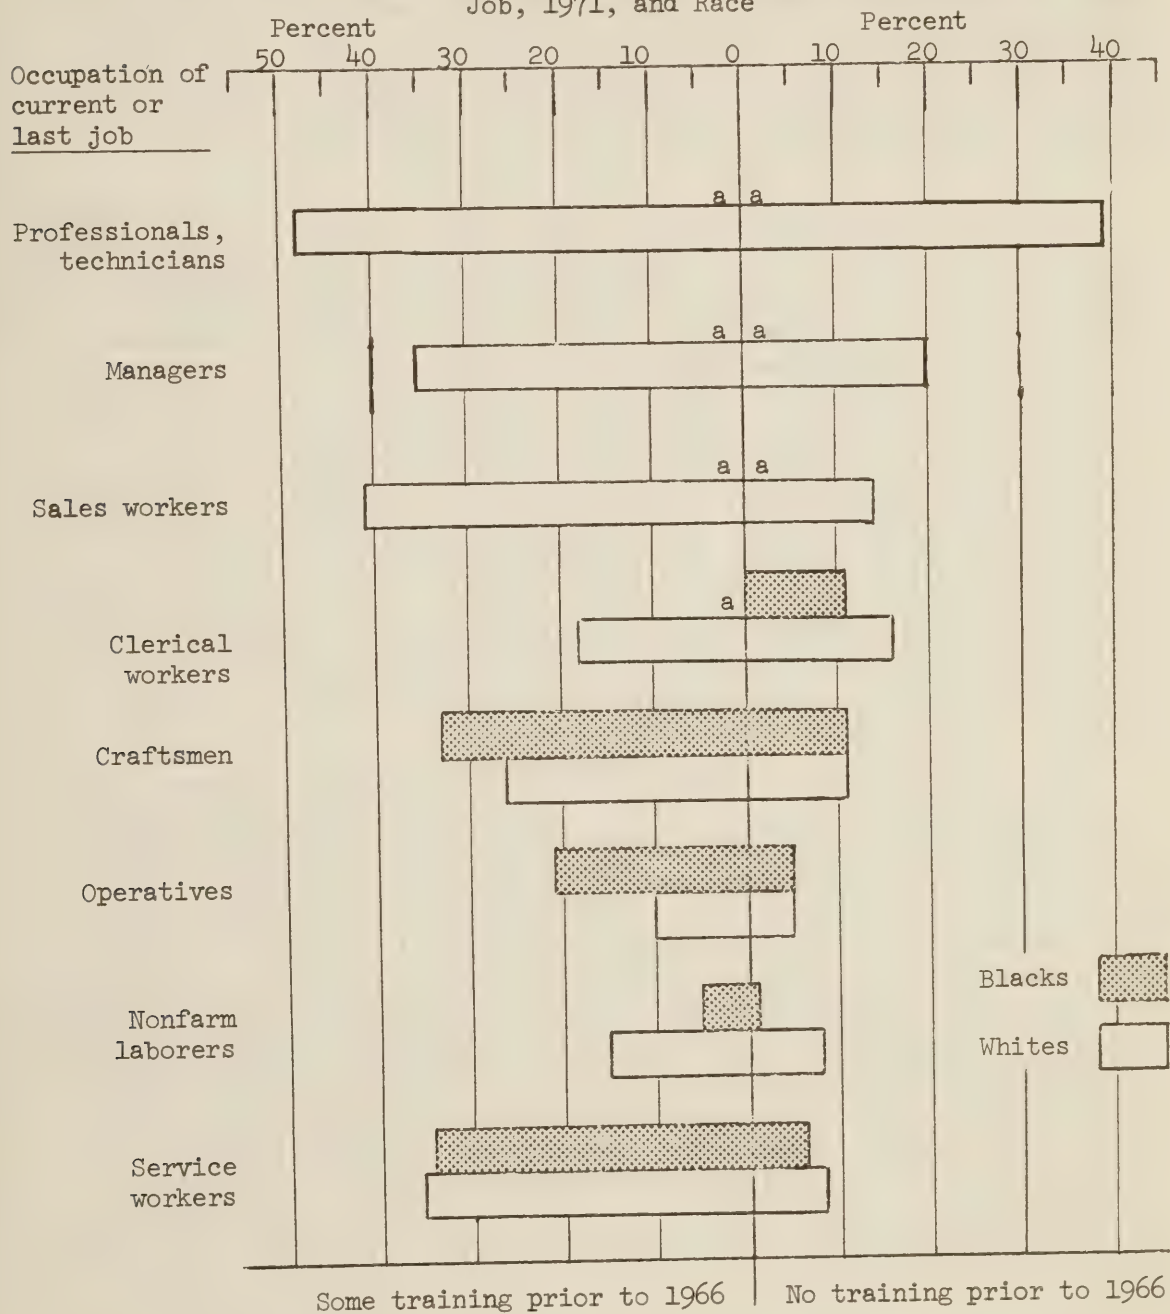 Job, 1971, and Race
Percent Percent
50 40 30 20 10 0 10 20 30 40
Occupation of
current or
last job
a a
Professionals,
technicians
a a
Managers
a a
Sales workers
a
Clerical
workers
Craftsmen
Operatives
Blacks
Nonfarm
laborers
Whites
Service
workers
Some training prior to 1966 No training prior to 1966